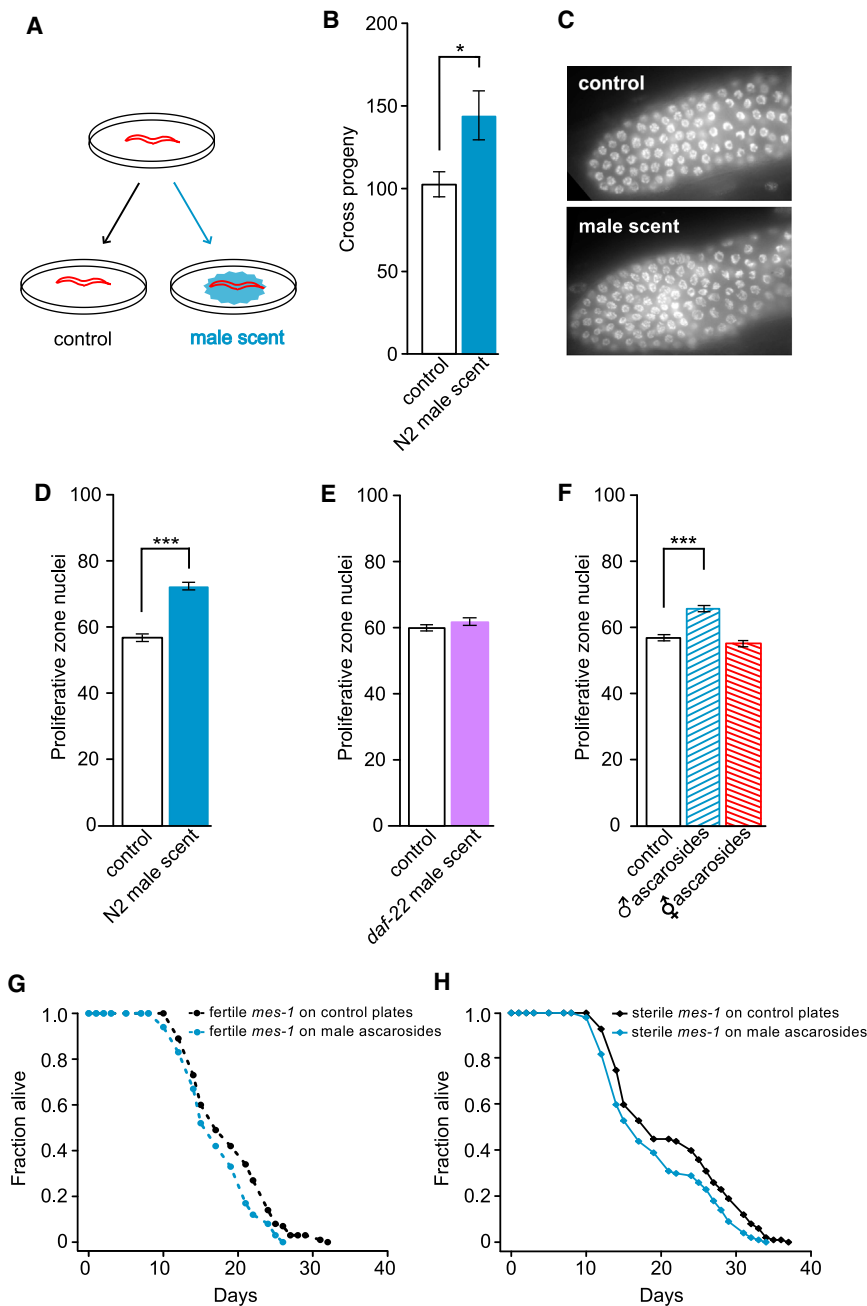 A
control
male scent
B
200
150
100
50
0
Cross progeny
*
control
N2 male scent
C
control
male scent
D
100
80
60
40
20
0
Proliferative zone nuclei
***
control
N2 male scent
E
100
80
60
40
20
0
Proliferative zone nuclei
control
daf-22 male scent
F
100
80
60
40
20
0
Proliferative zone nuclei
***
control
♂ ascarosides
⚥ ascarosides
G
fertile mes-1 on control plates
fertile mes-1 on male ascarosides
1.0
0.8
0.6
0.4
0.2
0
Fraction alive
0 10 20 30 40
Days
H
sterile mes-1 on control plates
sterile mes-1 on male ascarosides
1.0
0.8
0.6
0.4
0.2
0
Fraction alive
0 10 20 30 40
Days